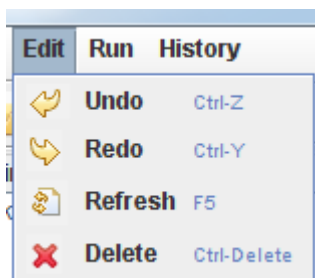 Edit Run History
Undo Ctrl-Z
Redo Ctrl-Y
Refresh F5
Delete Ctrl-Delete